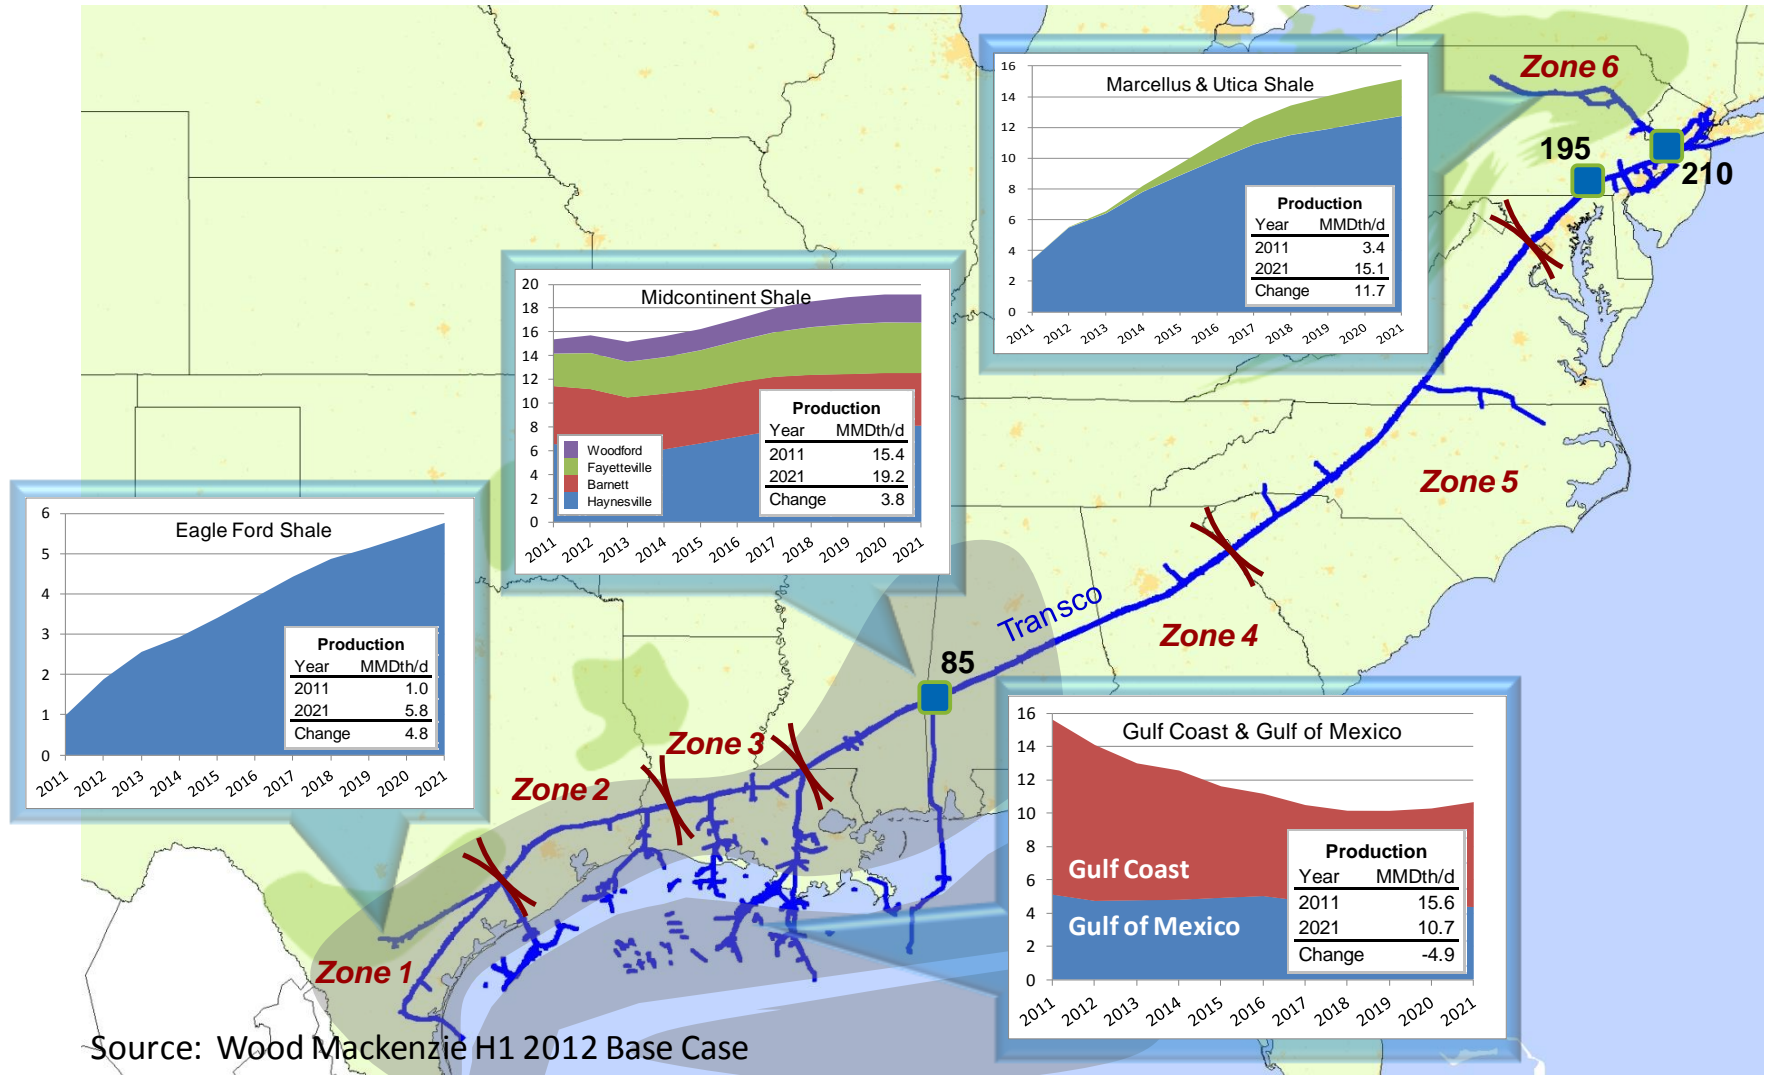 Marcellus & Utica Shale
16
14
12
10
8
6
4
2
0
2011 2012 2013 2014 2015 2016 2017 2018 2019 2020 2021
Production
Year MMDth/d
2011 3.4
2021 15.1
Change 11.7
Zone 6
195
210
Midcontinent Shale
20
18
16
14
12
10
8
6
4
2
0
2011 2012 2013 2014 2015 2016 2017 2018 2019 2020 2021
Woodford
Fayetteville
Barnett
Haynesville
Production
Year MMDth/d
2011 15.4
2021 19.2
Change 3.8
Zone 5
Eagle Ford Shale
6
5
4
3
2
1
0
2011 2012 2013 2014 2015 2016 2017 2018 2019 2020 2021
Production
Year MMDth/d
2011 1.0
2021 5.8
Change 4.8
Transco
Zone 4
85
Zone 3
Zone 2
Zone 1
Gulf Coast & Gulf of Mexico
16
14
12
10
8
6
4
2
0
2011 2012 2013 2014 2015 2016 2017 2018 2019 2020 2021
Gulf Coast
Gulf of Mexico
Production
Year MMDth/d
2011 15.6
2021 10.7
Change -4.9
Source: Wood Mackenzie H1 2012 Base Case